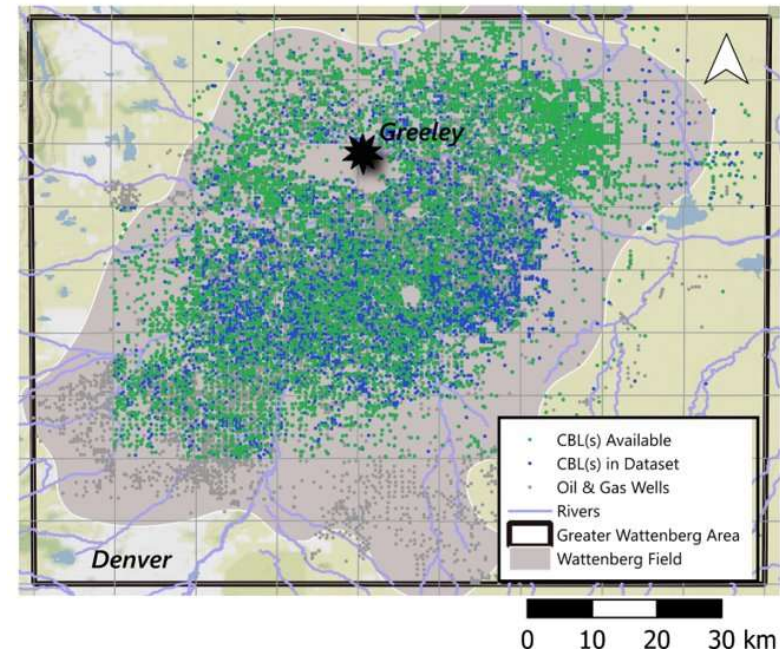 Greeley
CBL(s) Available
CBL(s) in Dataset
Oil & Gas Wells
Rivers
Greater Wattenberg Area
Wattenberg Field
Denver
0 10 20 30 km